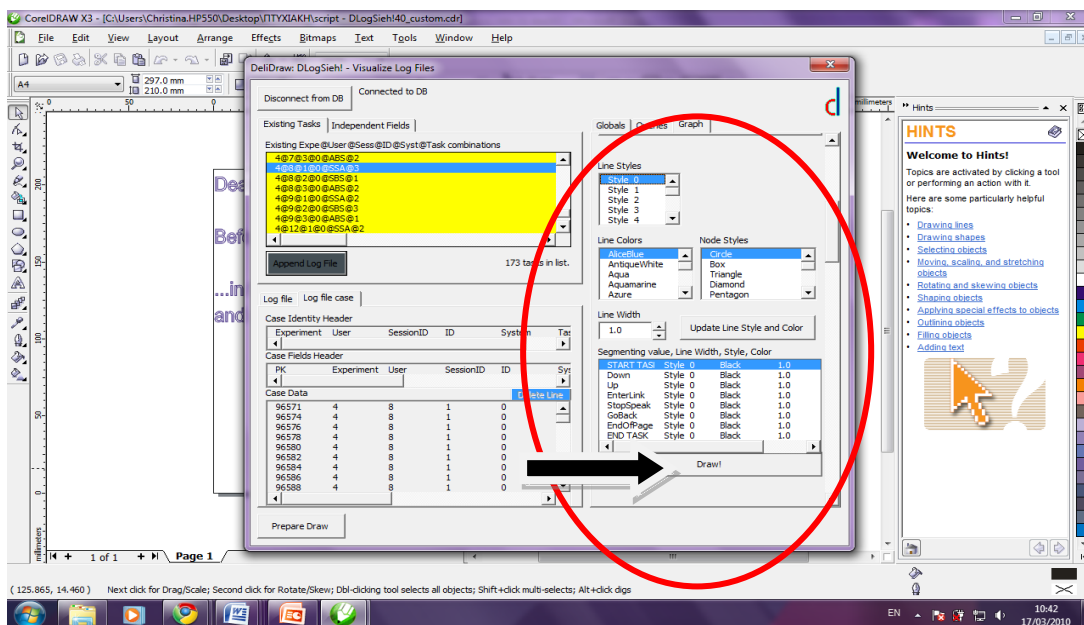 CorelDRAW X3 - [C:\Users\Christina.HP550\Desktop\ΠΤΥΧΙΑΚΗ\script - DLogSieh!40_custom.cdr]
File Edit View Layout Arrange Effects Bitmaps Text Tools Window Help
A4
297.0 mm
210.0 mm
DeliDraw: DLogSieh! - Visualize Log Files
Disconnect from DB
Connected to DB
Existing Tasks Independent Fields
Existing Expe@User@Sess@ID@Syst@Task combinations
4@7@3@0@ABS@2
4@8@1@0@SSA@3
4@8@2@0@SBS@1
4@8@3@0@ABS@2
4@9@1@0@SSA@2
4@9@2@0@SBS@3
4@9@3@0@ABS@1
4@12@1@0@SSA@2
Append Log File
173 tasks in list.
Log file Log file case
Case Identity Header
Experiment User SessionID ID System Tas
Case Fields Header
PK Experiment User SessionID ID Sys
Case Data
Delete Line
96571 4 8 1 0
96574 4 8 1 0
96576 4 8 1 0
96578 4 8 1 0
96580 4 8 1 0
96582 4 8 1 0
96584 4 8 1 0
96586 4 8 1 0
96588 4 8 1 0
Prepare Draw
Globals Queries Graph
Line Styles
Style 0
Style 1
Style 2
Style 3
Style 4
Line Colors
AliceBlue
AntiqueWhite
Aqua
Aquamarine
Azure
Node Styles
Circle
Box
Triangle
Diamond
Pentagon
Line Width
1.0
Update Line Style and Color
Segmenting value, Line Width, Style, Color
START TASI Style 0 Black 1.0
Down Style 0 Black 1.0
Up Style 0 Black 1.0
EnterLink Style 0 Black 1.0
StopSpeak Style 0 Black 1.0
GoBack Style 0 Black 1.0
EndOfPage Style 0 Black 1.0
END TASK Style 0 Black 1.0
Draw!
cl
0 50 0
millimeters
Dea
Befo
...in
and
millimeters
Hints
HINTS
Welcome to Hints!
Topics are activated by clicking a tool
or performing an action with it.
Here are some particularly helpful
topics:
Drawing lines
Drawing shapes
Selecting objects
Moving, scaling, and stretching
objects
Rotating and skewing objects
Shaping objects
Applying special effects to objects
Outlining objects
Filling objects
Adding text
1 of 1 Page 1
( 125.865, 14.460 ) Next click for Drag/Scale; Second click for Rotate/Skew; Dbl-clicking tool selects all objects; Shift+click multi-selects; Alt+click digs
EN
10:42
17/03/2010